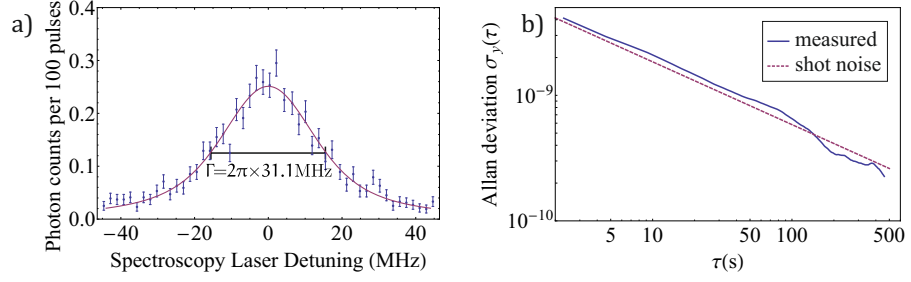 a)
Photon counts per 100 pulses
0.4
0.3
0.2
0.1
0.0
Γ=2π×31.1MHz
−40
−20
0
20
40
Spectroscopy Laser Detuning (MHz)
b)
Allan deviation σy(τ)
10−9
10−10
measured
shot noise
5
10
50
100
500
τ(s)